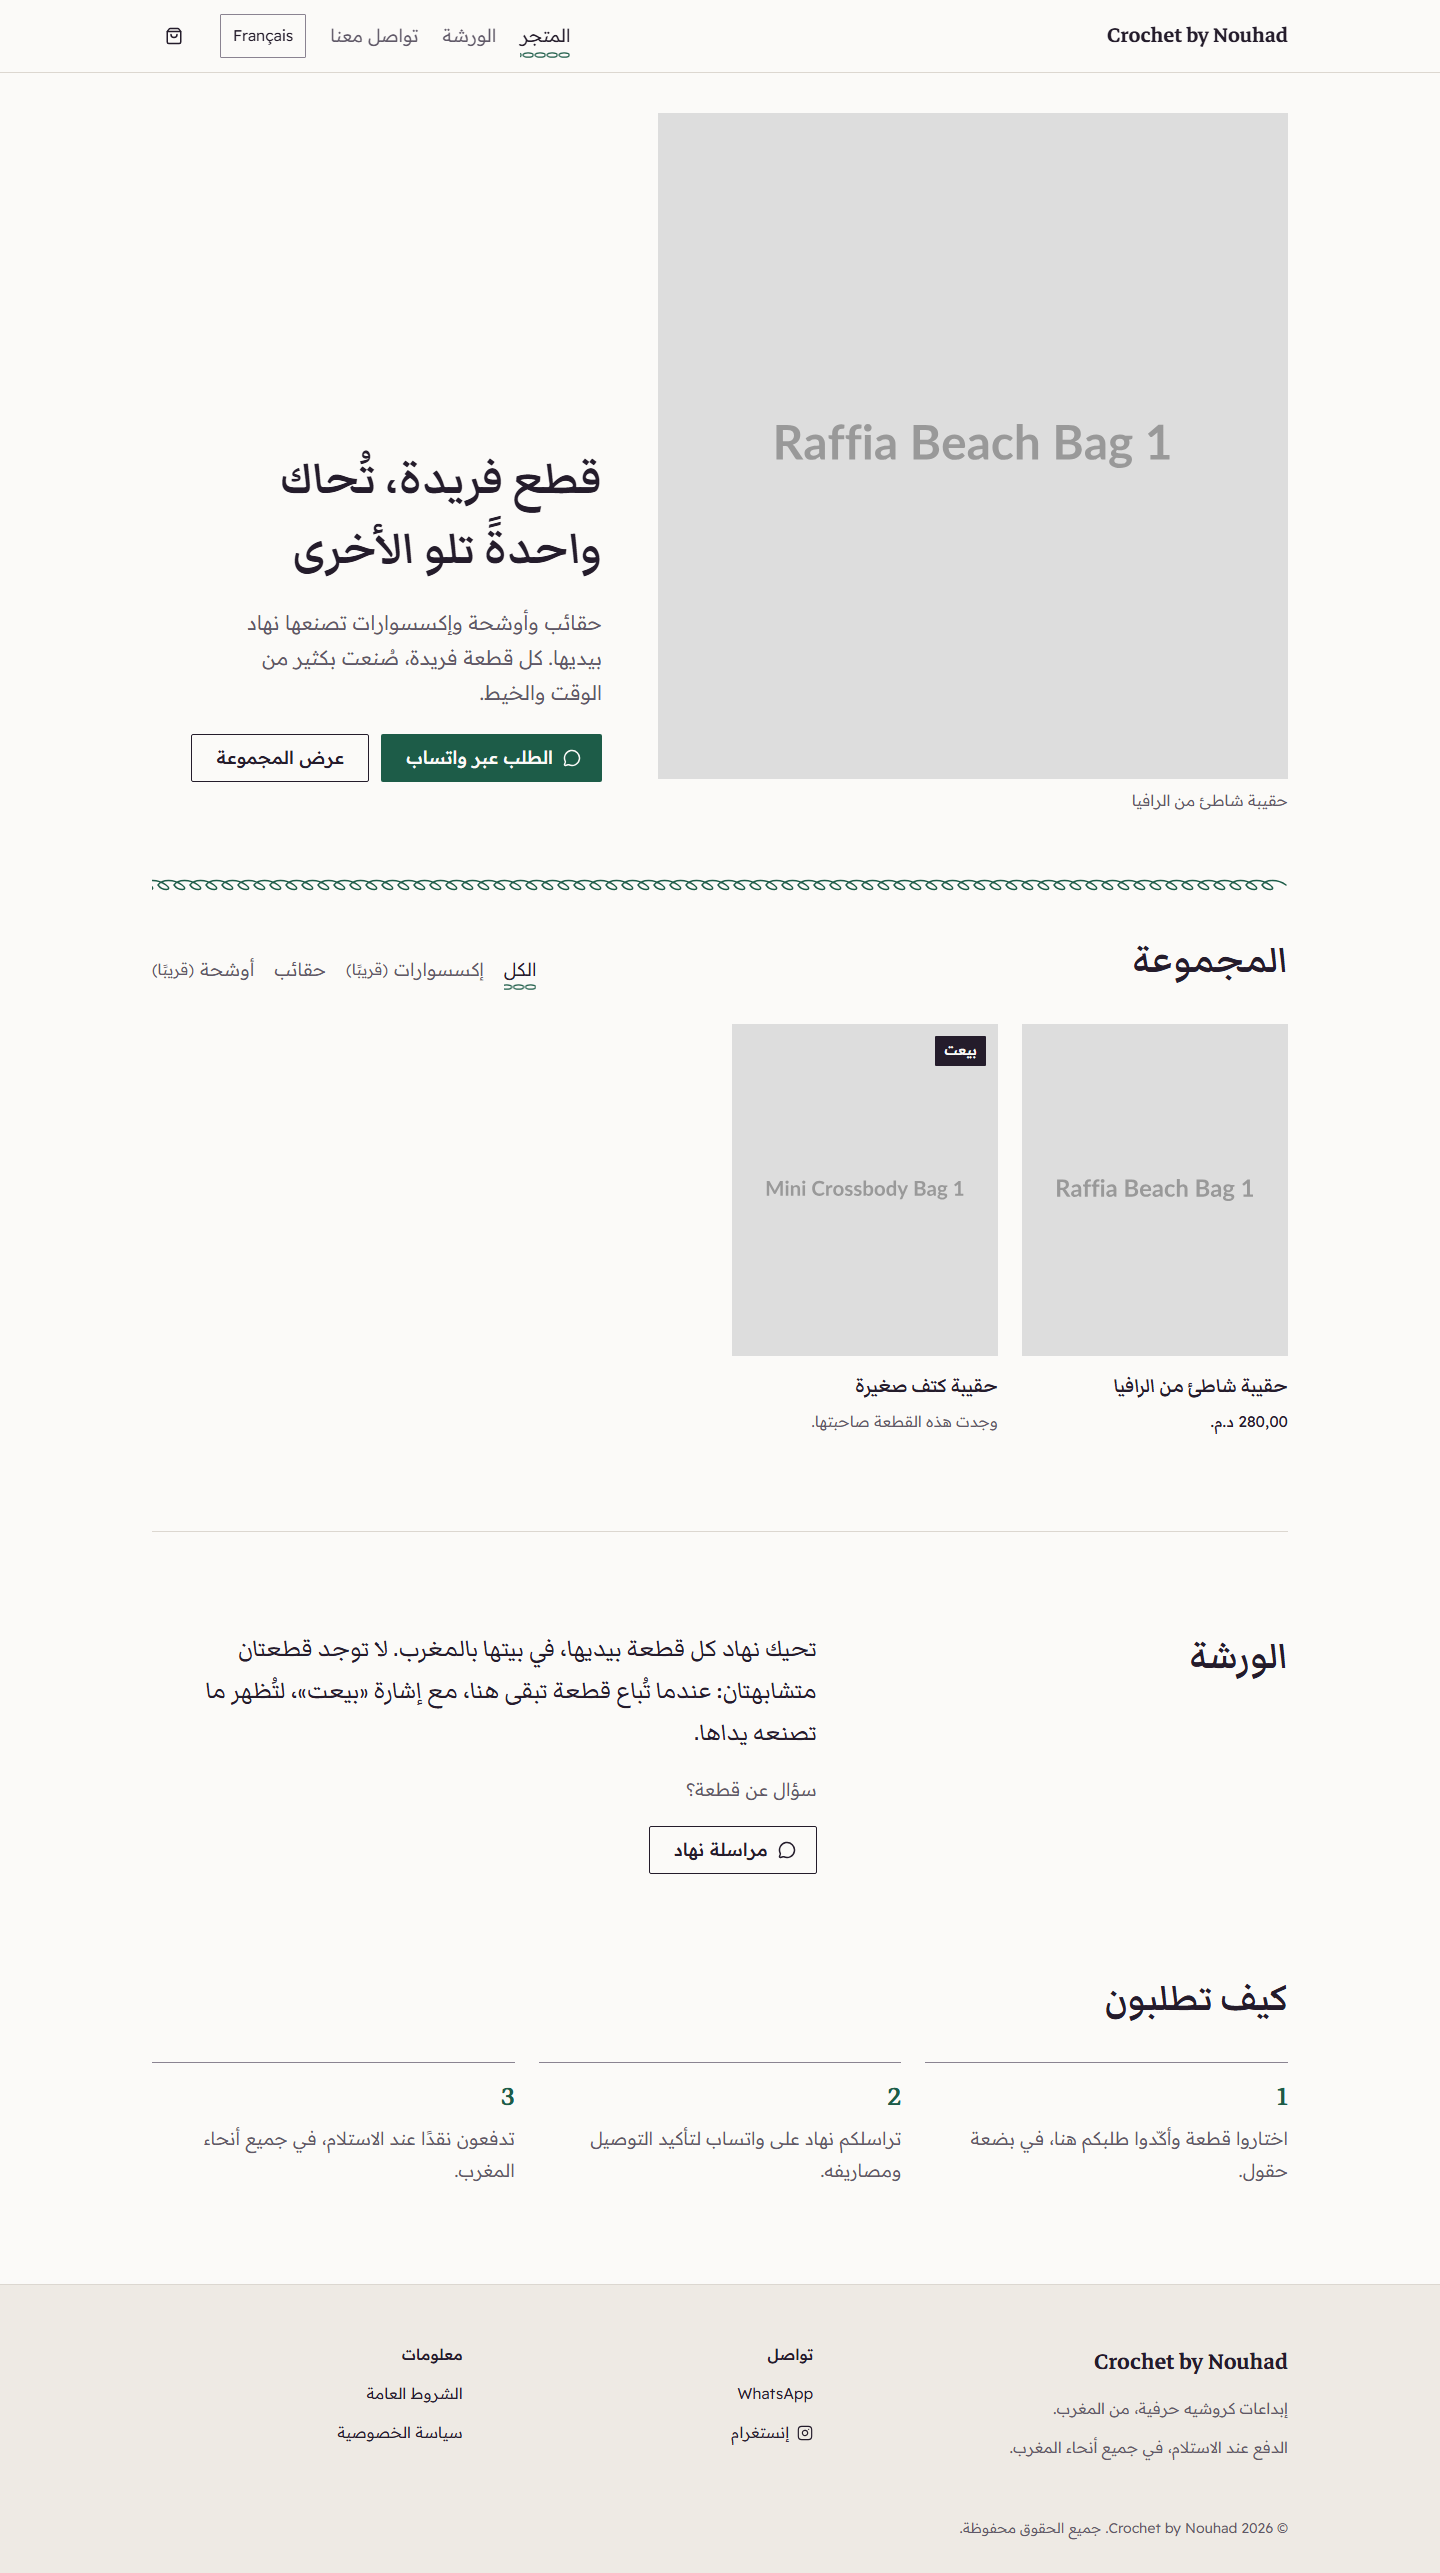 Crochet by Nouhad
المتجر
الورشة
تواصل معنا
Français
Raffia Beach Bag 1
حقيبة شاطئ من الرافيا
قطع فريدة، تُحاك
واحدةً تلو الأخرى
حقائب وأوشحة وإكسسوارات تصنعها نهاد
بيديها. كل قطعة فريدة، صُنعت بكثير من
الوقت والخيط.
الطلب عبر واتساب
عرض المجموعة
المجموعة
الكل
إكسسوارات (قريبًا)
حقائب
أوشحة (قريبًا)
Raffia Beach Bag 1
حقيبة شاطئ من الرافيا
280,00 د.م.
بيعت
Mini Crossbody Bag 1
حقيبة كتف صغيرة
وجدت هذه القطعة صاحبتها.
الورشة
تحيك نهاد كل قطعة بيديها، في بيتها بالمغرب. لا توجد قطعتان
متشابهتان: عندما تُباع قطعة تبقى هنا، مع إشارة «بيعت»، لتُظهر ما
تصنعه يداها.
سؤال عن قطعة؟
مراسلة نهاد
كيف تطلبون
1
اختاروا قطعة وأكّدوا طلبكم هنا، في بضعة
حقول.
2
تراسلكم نهاد على واتساب لتأكيد التوصيل
ومصاريفه.
3
تدفعون نقدًا عند الاستلام، في جميع أنحاء
المغرب.
Crochet by Nouhad
إبداعات كروشيه حرفية، من المغرب.
الدفع عند الاستلام، في جميع أنحاء المغرب.
تواصل
WhatsApp
إنستغرام
معلومات
الشروط العامة
سياسة الخصوصية
© 2026 Crochet by Nouhad. جميع الحقوق محفوظة.